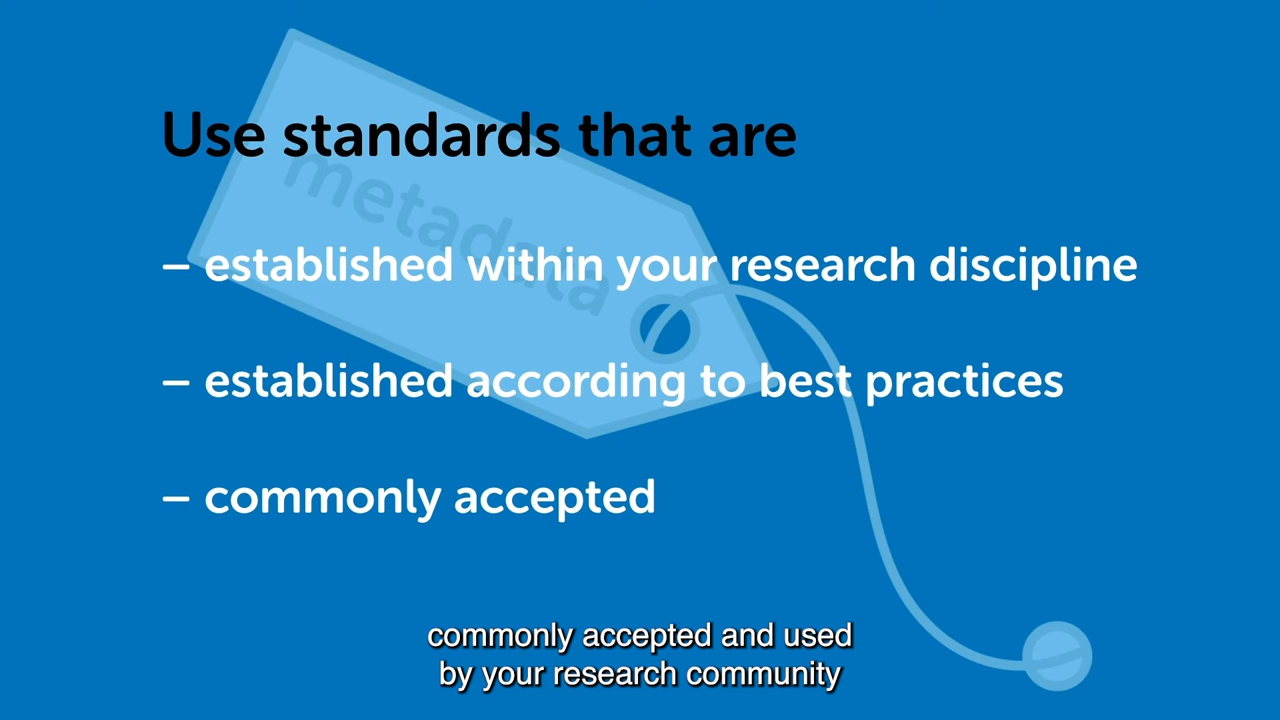 Use standards that are
metadata
– established within your research discipline
– established according to best practices
– commonly accepted
commonly accepted and used
by your research community